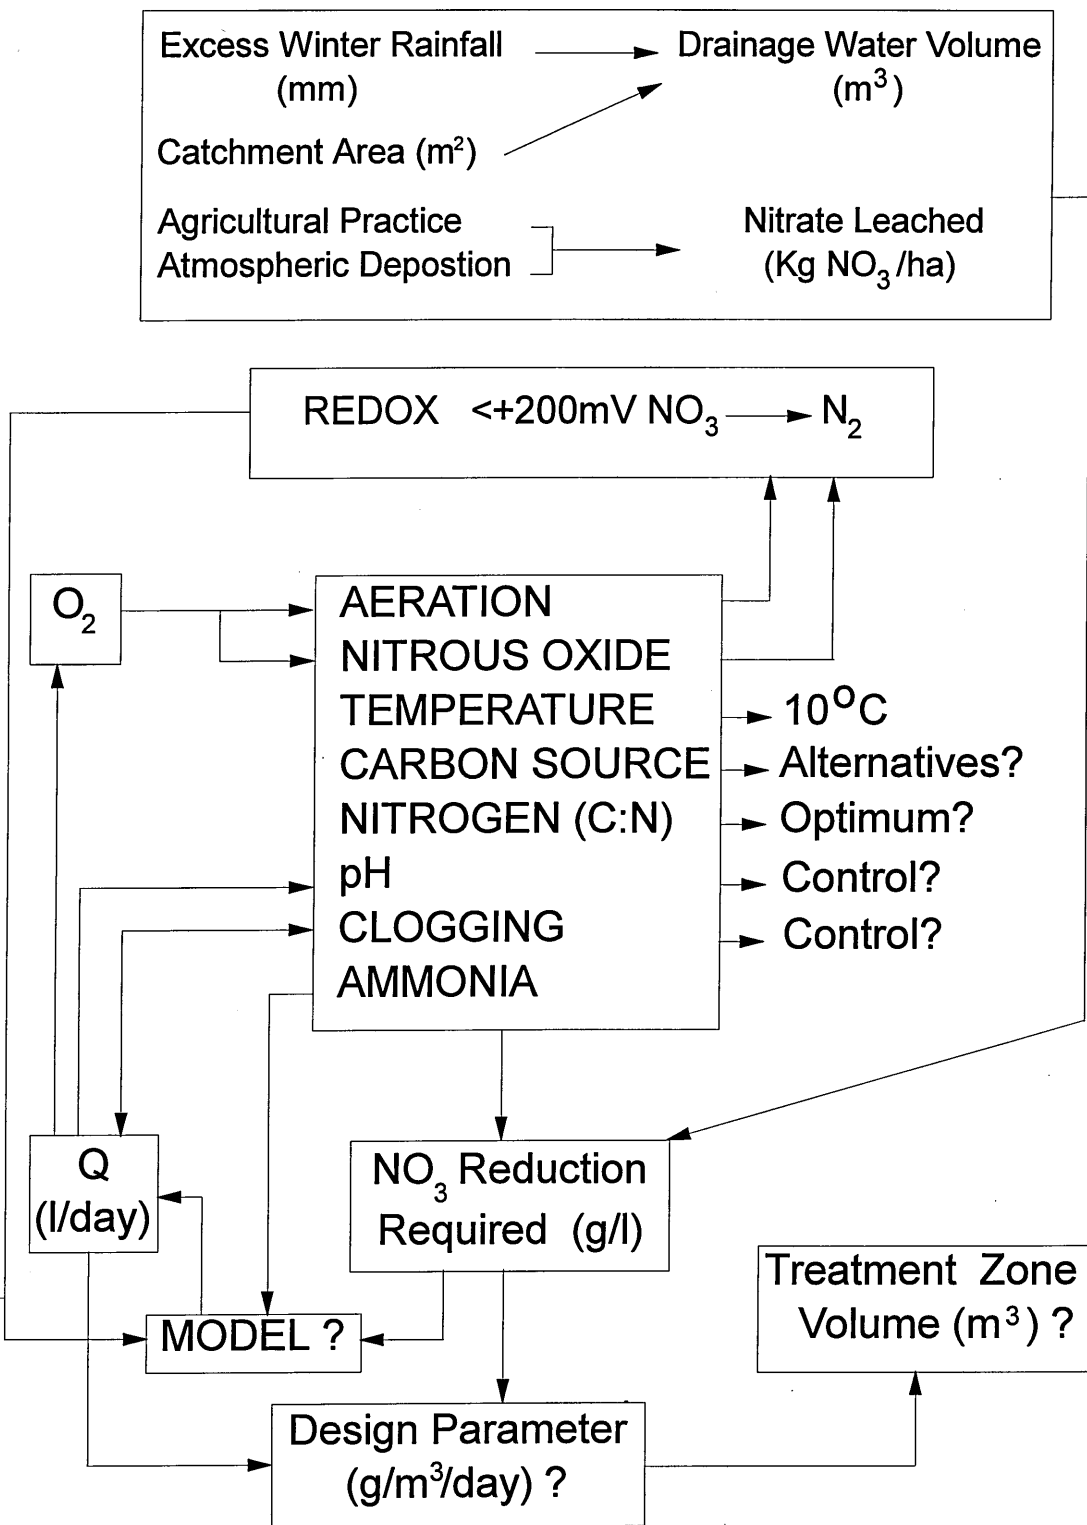 Excess Winter Rainfall
(mm)
Drainage Water Volume
(m³)
Catchment Area (m²)
Agricultural Practice
Atmospheric Depostion
Nitrate Leached
(Kg NO₃/ha)
REDOX <+200mV NO₃ N₂
O₂
AERATION
NITROUS OXIDE
TEMPERATURE
CARBON SOURCE
NITROGEN (C:N)
pH
CLOGGING
AMMONIA
10°C
Alternatives?
Optimum?
Control?
Control?
Q
(l/day)
NO₃ Reduction
Required (g/l)
Treatment Zone
Volume (m³) ?
MODEL ?
Design Parameter
(g/m³/day) ?